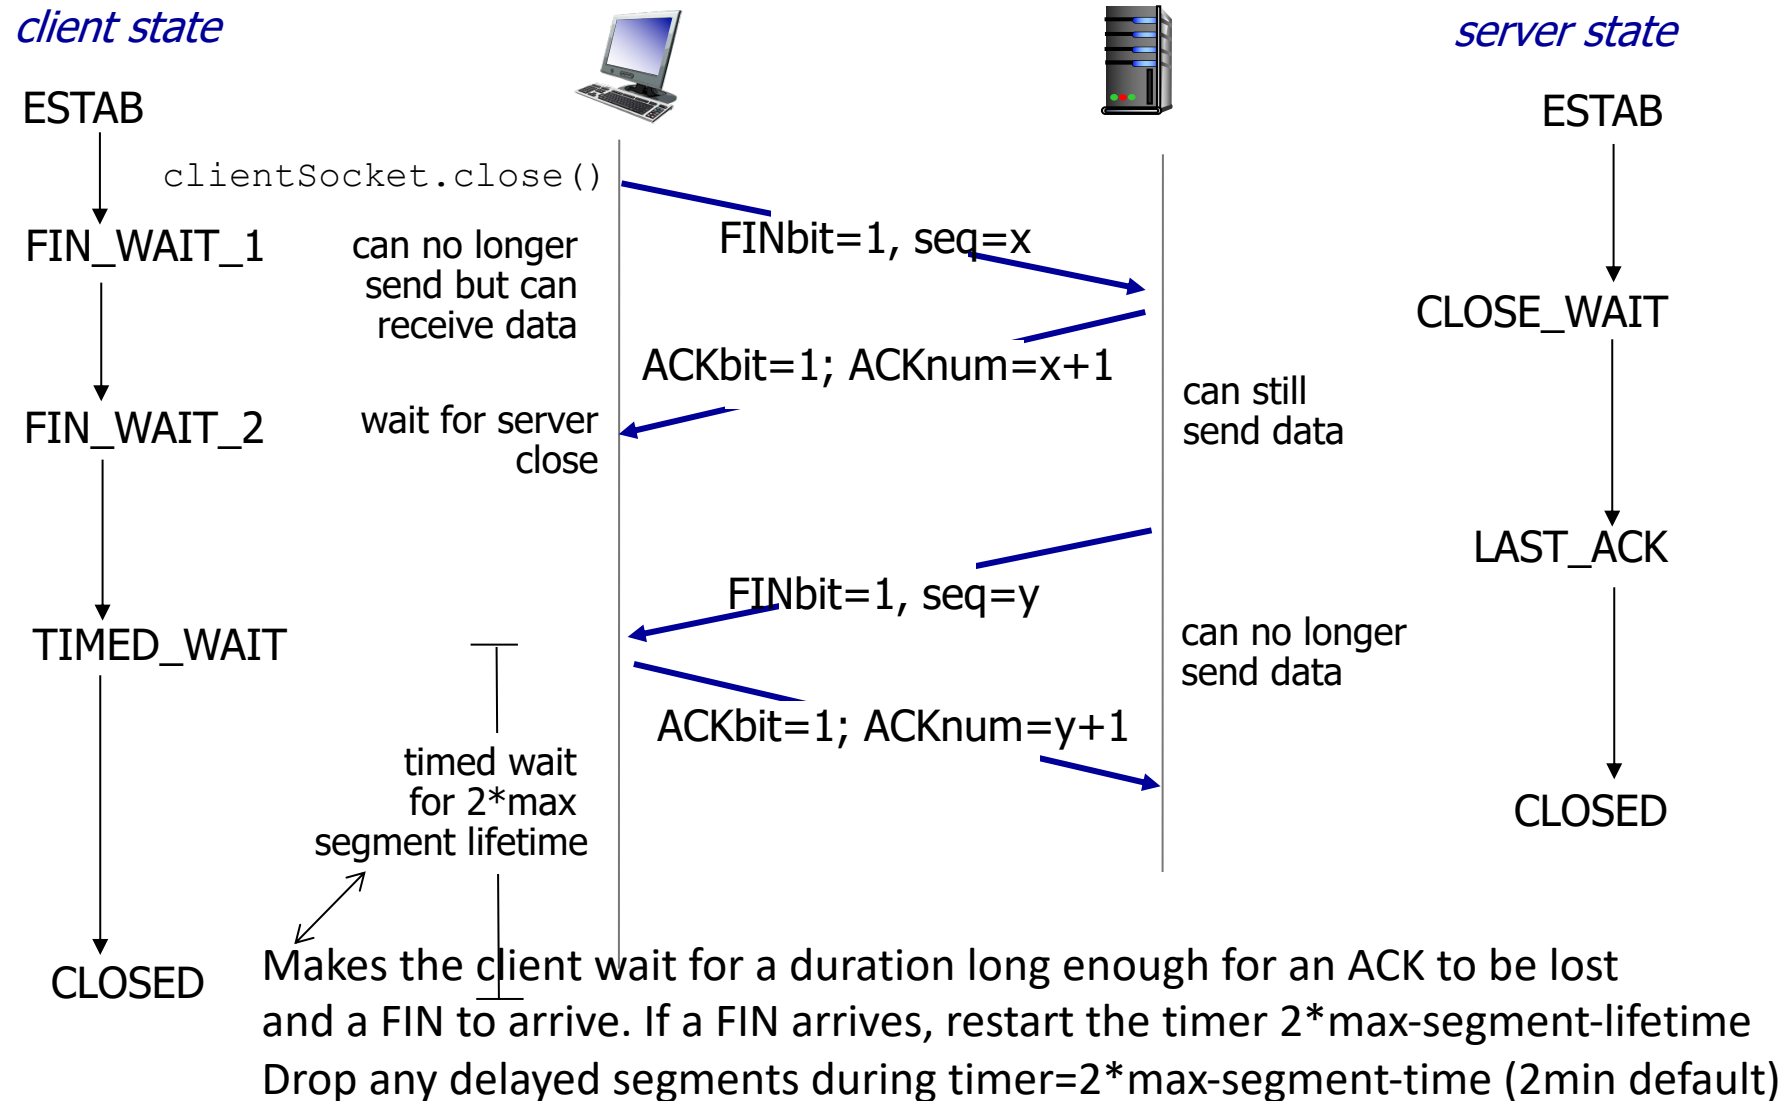 client state
server state
ESTAB
ESTAB
clientSocket.close()
FINbit=1, seq=x
FIN_WAIT_1
can no longer
send but can
receive data
CLOSE_WAIT
ACKbit=1; ACKnum=x+1
can still
send data
FIN_WAIT_2
wait for server
close
LAST_ACK
FINbit=1, seq=y
TIMED_WAIT
can no longer
send data
ACKbit=1; ACKnum=y+1
timed wait
for 2*max
segment lifetime
CLOSED
CLOSED
Makes the client wait for a duration long enough for an ACK to be lost
and a FIN to arrive. If a FIN arrives, restart the timer 2*max-segment-lifetime
Drop any delayed segments during timer=2*max-segment-time (2min default)